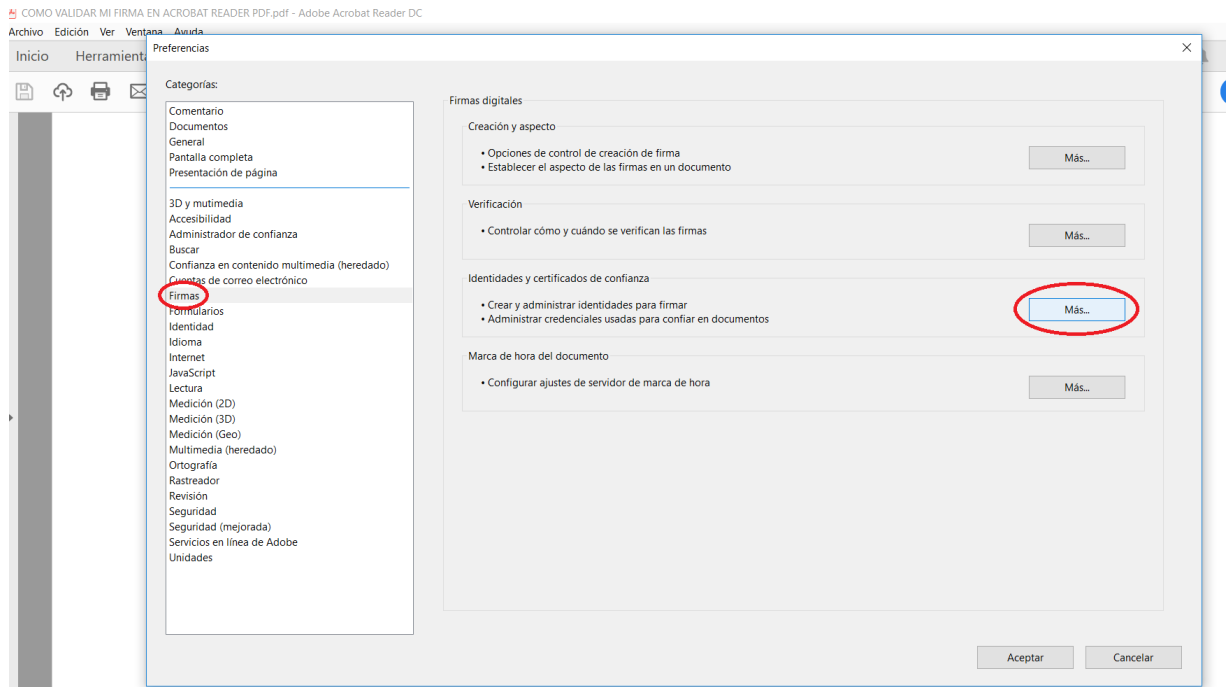 COMO VALIDAR MI FIRMA EN ACROBAT READER PDF.pdf - Adobe Acrobat Reader DC
Archivo Edición Ver Ventana Ayuda
Inicio Herramient
Preferencias
Categorías:
Comentario
Documentos
General
Pantalla completa
Presentación de página
3D y mutimedia
Accesibilidad
Administrador de confianza
Buscar
Confianza en contenido multimedia (heredado)
Cuentas de correo electrónico
Firmas
Formularios
Identidad
Idioma
Internet
JavaScript
Lectura
Medición (2D)
Medición (3D)
Medición (Geo)
Multimedia (heredado)
Ortografía
Rastreador
Revisión
Seguridad
Seguridad (mejorada)
Servicios en línea de Adobe
Unidades
Firmas digitales
Creación y aspecto
• Opciones de control de creación de firma
• Establecer el aspecto de las firmas en un documento
Más...
Verificación
• Controlar cómo y cuándo se verifican las firmas
Más...
Identidades y certificados de confianza
• Crear y administrar identidades para firmar
• Administrar credenciales usadas para confiar en documentos
Más...
Marca de hora del documento
• Configurar ajustes de servidor de marca de hora
Más...
Aceptar Cancelar